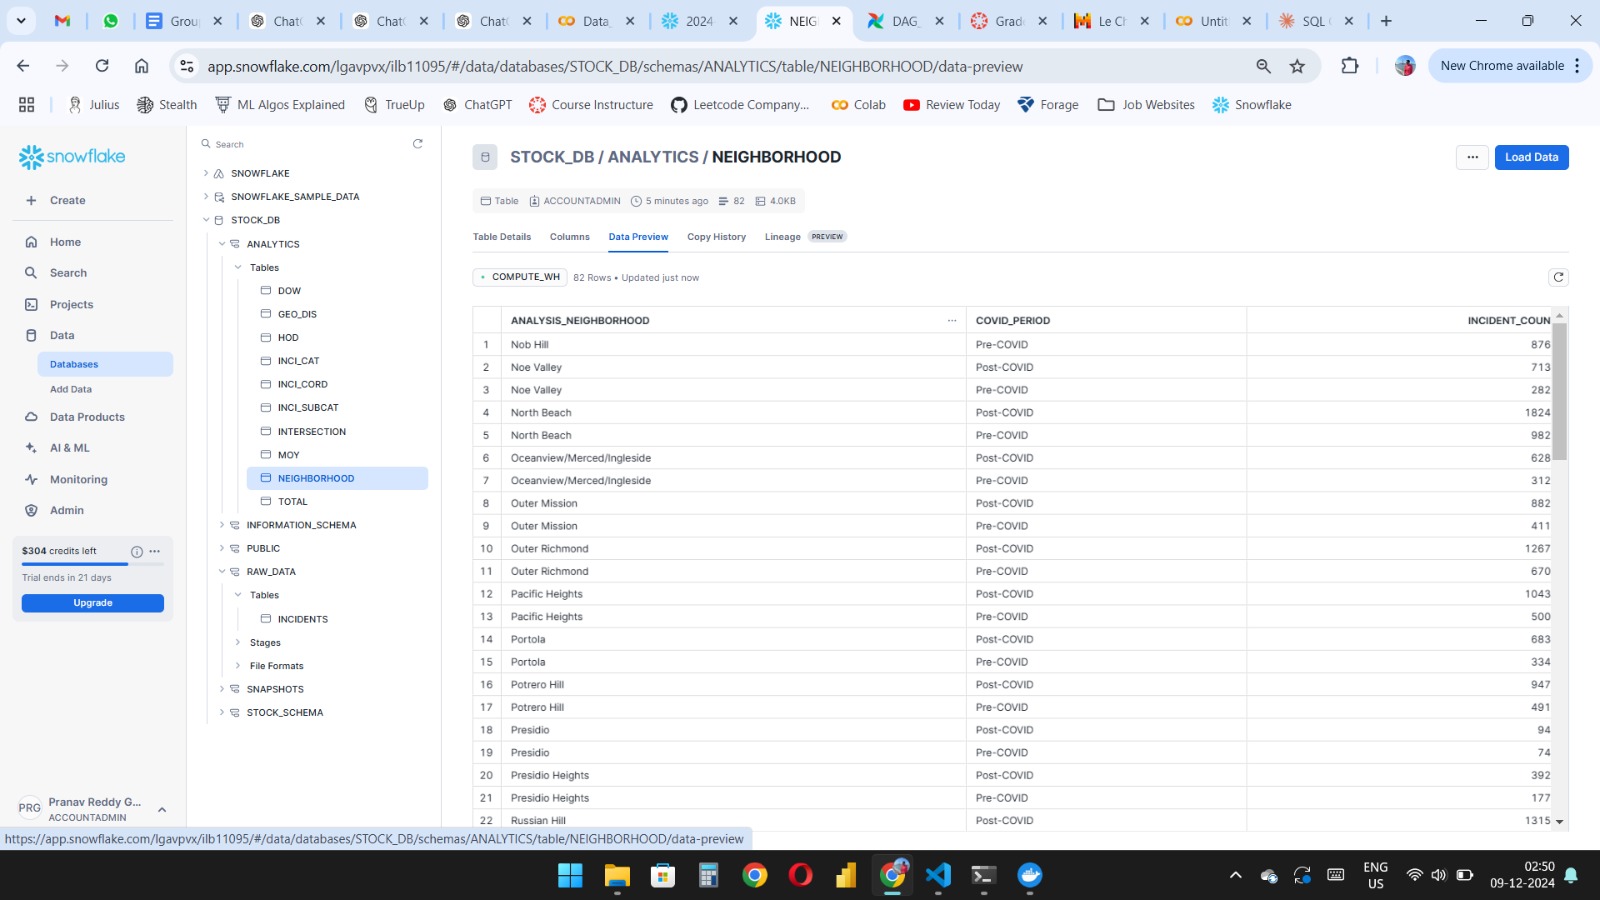 Group
ChatG
ChatG
ChatG
Data_
2024-
NEIG
DAG_
Grade
Le Ch
Untit
SQL
app.snowflake.com/lgavpvx/ilb11095/#/data/databases/STOCK_DB/schemas/ANALYTICS/table/NEIGHBORHOOD/data-preview
New Chrome available
Julius
Stealth
ML Algos Explained
TrueUp
ChatGPT
Course Instructure
Leetcode Company...
Colab
Review Today
Forage
Job Websites
Snowflake
snowflake
Create
Home
Search
Projects
Data
Databases
Add Data
Data Products
AI & ML
Monitoring
Admin
$304 credits left
Trial ends in 21 days
Upgrade
PRG
Pranav Reddy G...
ACCOUNTADMIN
Search
SNOWFLAKE
SNOWFLAKE_SAMPLE_DATA
STOCK_DB
ANALYTICS
Tables
DOW
GEO_DIS
HOD
INCI_CAT
INCI_CORD
INCI_SUBCAT
INTERSECTION
MOY
NEIGHBORHOOD
TOTAL
INFORMATION_SCHEMA
PUBLIC
RAW_DATA
Tables
INCIDENTS
Stages
File Formats
SNAPSHOTS
STOCK_SCHEMA
STOCK_DB / ANALYTICS / NEIGHBORHOOD
Load Data
Table ACCOUNTADMIN 5 minutes ago 82 4.0KB
Table Details Columns Data Preview Copy History Lineage PREVIEW
COMPUTE_WH 82 Rows • Updated just now
ANALYSIS_NEIGHBORHOOD ... COVID_PERIOD INCIDENT_COUN
1 Nob Hill Pre-COVID 876
2 Noe Valley Post-COVID 713
3 Noe Valley Pre-COVID 282
4 North Beach Post-COVID 1824
5 North Beach Pre-COVID 982
6 Oceanview/Merced/Ingleside Post-COVID 628
7 Oceanview/Merced/Ingleside Pre-COVID 312
8 Outer Mission Post-COVID 882
9 Outer Mission Pre-COVID 411
10 Outer Richmond Post-COVID 1267
11 Outer Richmond Pre-COVID 670
12 Pacific Heights Post-COVID 1043
13 Pacific Heights Pre-COVID 500
14 Portola Post-COVID 683
15 Portola Pre-COVID 334
16 Potrero Hill Post-COVID 947
17 Potrero Hill Pre-COVID 491
18 Presidio Post-COVID 94
19 Presidio Pre-COVID 74
20 Presidio Heights Post-COVID 392
21 Presidio Heights Pre-COVID 177
22 Russian Hill Post-COVID 1315
https://app.snowflake.com/lgavpvx/ilb11095/#/data/databases/STOCK_DB/schemas/ANALYTICS/table/NEIGHBORHOOD/data-preview
ENG
US
02:50
09-12-2024